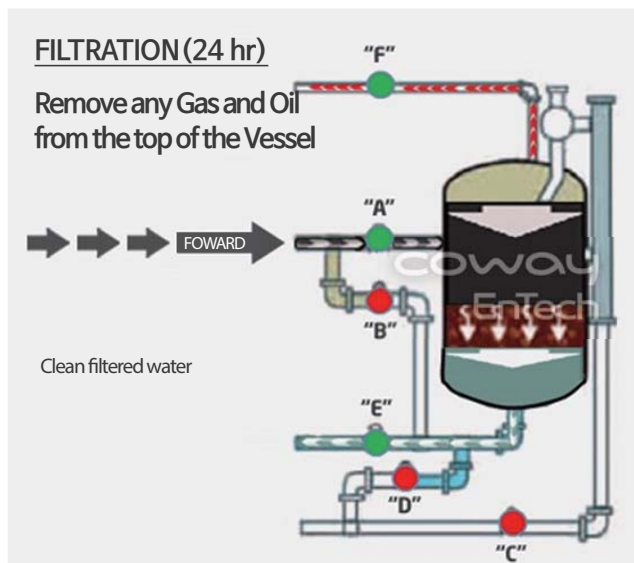 FILTRATION (24 hr)
Remove any Gas and Oil
from the top of the Vessel
"F"
"A"
FOWARD
coway
EnTech
"B"
Clean filtered water
"E"
"D"
"C"